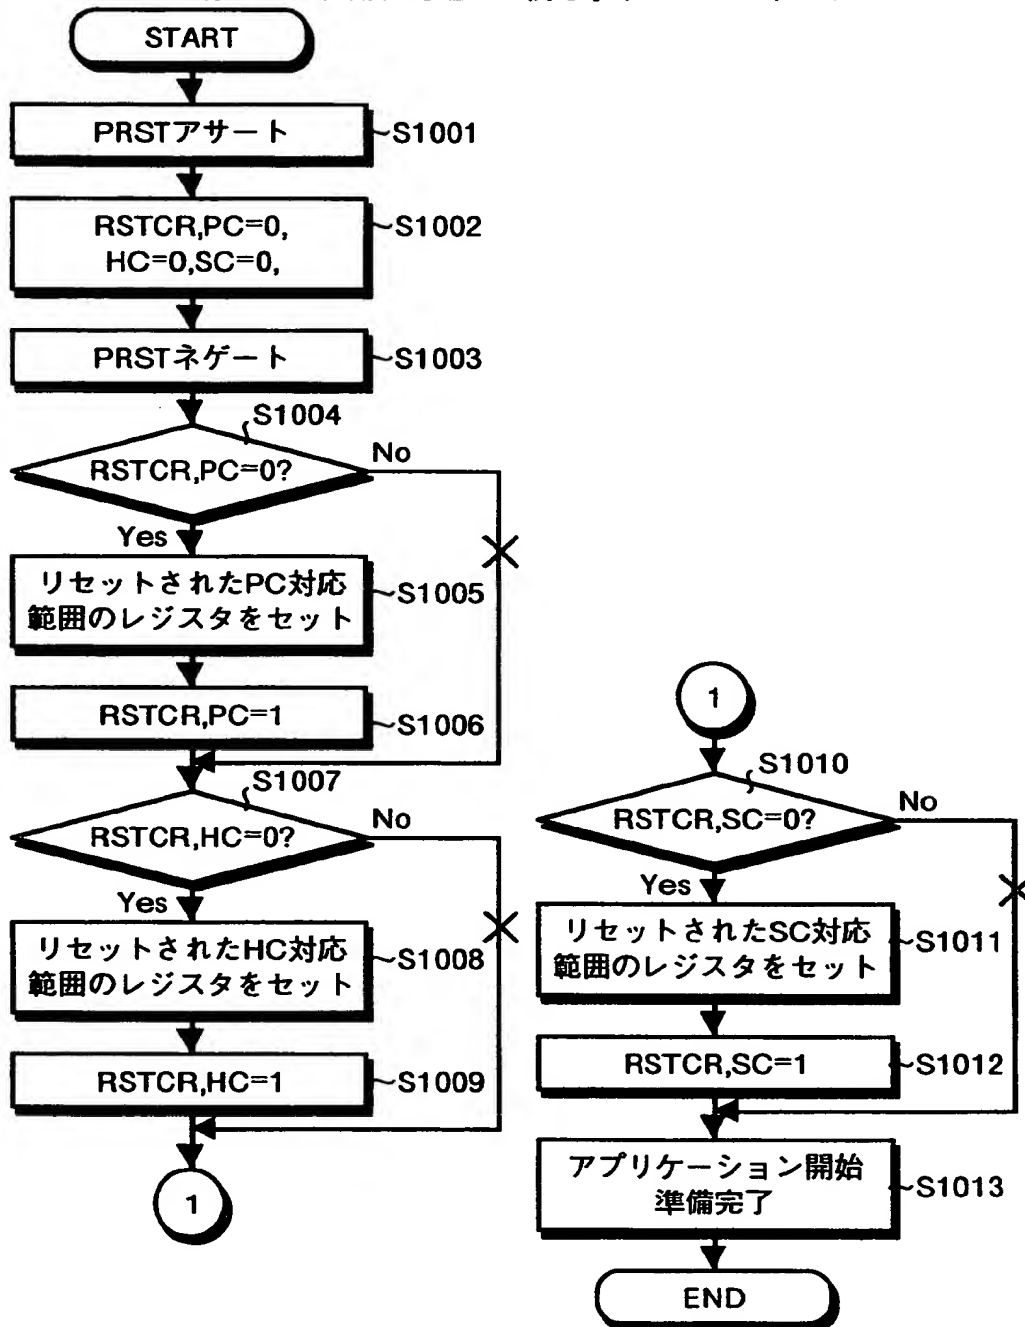 START
PRSTアサート
S1001
RSTCR,PC=0,
HC=0,SC=0,
S1002
PRSTネゲート
S1003
S1004
RSTCR,PC=0?
No
Yes
リセットされたPC対応
範囲のレジスタをセット
S1005
RSTCR,PC=1
S1006
S1007
RSTCR,HC=0?
No
Yes
リセットされたHC対応
範囲のレジスタをセット
S1008
RSTCR,HC=1
S1009
1
1
S1010
RSTCR,SC=0?
No
Yes
リセットされたSC対応
範囲のレジスタをセット
S1011
RSTCR,SC=1
S1012
アプリケーション開始
準備完了
S1013
END